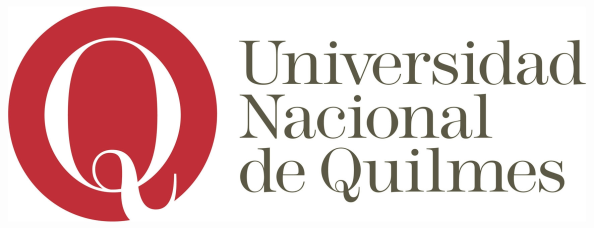 Q
Universidad
Nacional
de Quilmes